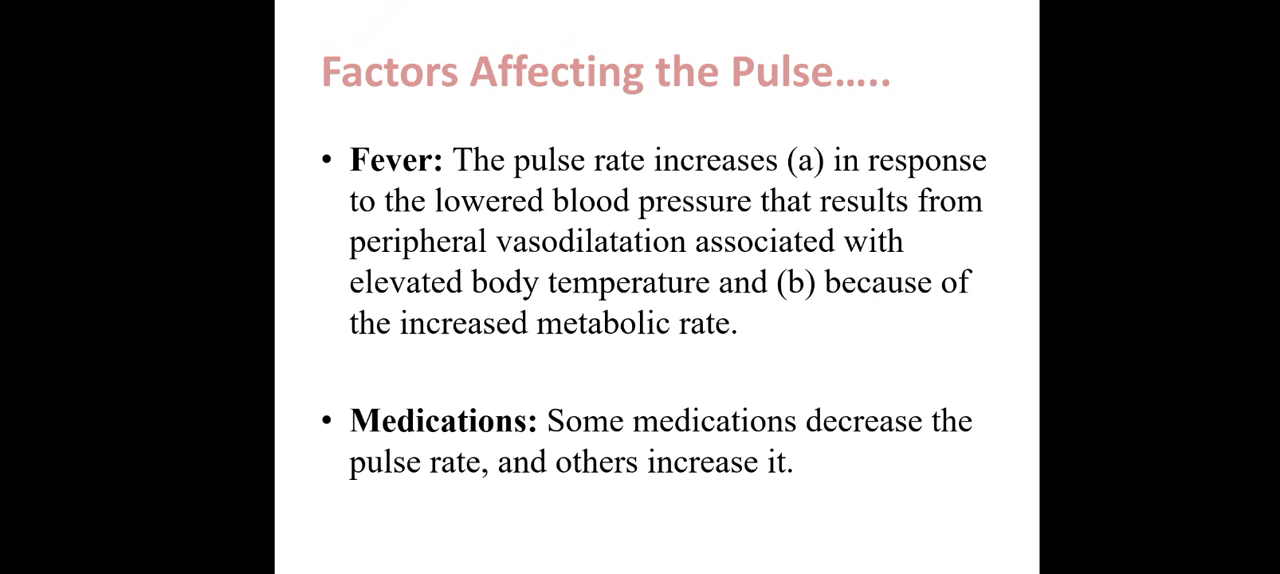 Factors Affecting the Pulse…..
• Fever: The pulse rate increases (a) in response
to the lowered blood pressure that results from
peripheral vasodilatation associated with
elevated body temperature and (b) because of
the increased metabolic rate.
• Medications: Some medications decrease the
pulse rate, and others increase it.